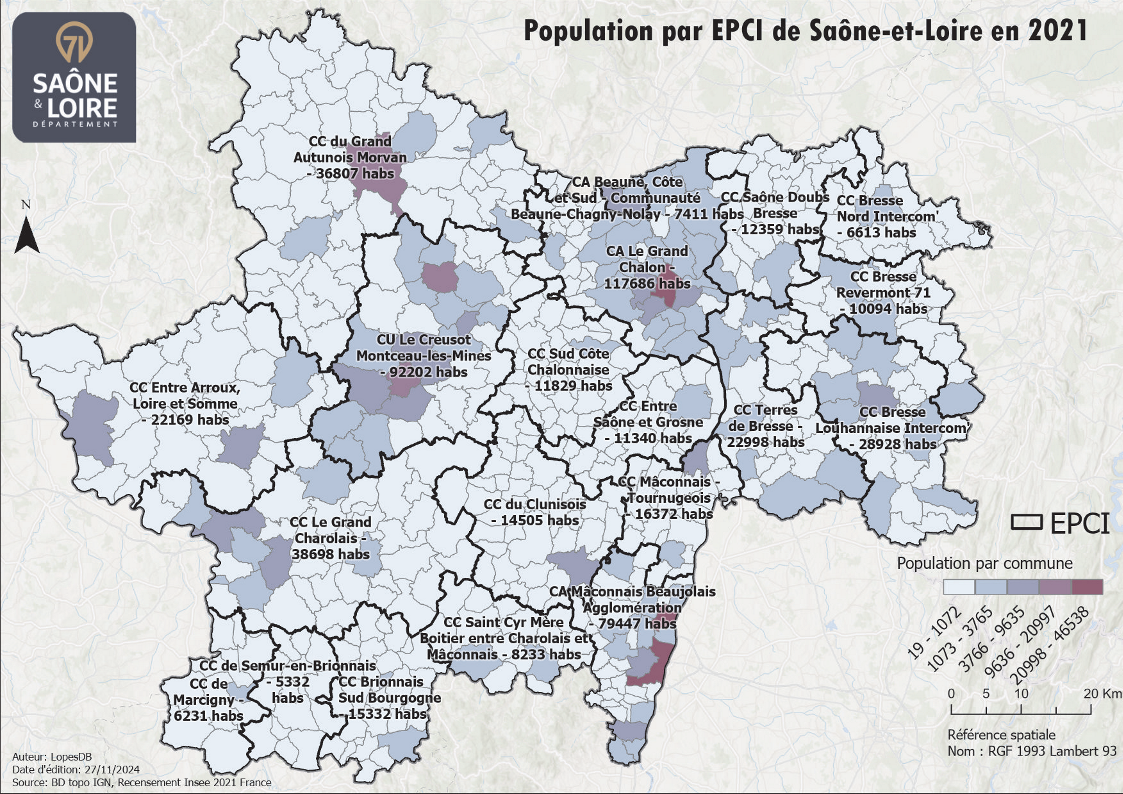 Population par EPCI de Saône-et-Loire en 2021
71
SAÔNE
& LOIRE
DÉPARTEMENT
N
CC du Grand
Autunois Morvan
- 36807 habs
CA Beaune, Côte
et Sud - Communauté
Beaune-Chagny-Nolay - 7411 habs
CC Saône Doubs
Bresse
- 12359 habs
CC Bresse
Nord Intercom'
- 6613 habs
CA Le Grand
Chalon -
117686 habs
CC Bresse
Revermont 71
- 10094 habs
CU Le Creusot
Montceau-les-Mines
- 92202 habs
CC Sud Côte
Chalonnaise
- 11829 habs
CC Entre Arroux,
Loire et Somme
- 22169 habs
CC Entre
Saône et Grosne
- 11340 habs
CC Terres
de Bresse -
22998 habs
CC Bresse
Louhannaise Intercom'
- 28928 habs
CC Mâconnais -
Tournugeois -
16372 habs
CC du Clunisois
- 14505 habs
CC Le Grand
Charolais -
38698 habs
CA Mâconnais Beaujolais
Agglomération
- 79447 habs
CC Saint Cyr Mère
Boitier entre Charolais et
Mâconnais - 8233 habs
CC de Semur-en-Brionnais
- 5332
habs
CC de
Marcigny -
6231 habs
CC Brionnais
Sud Bourgogne
- 15332 habs
EPCI
Population par commune
19 - 1072
1073 - 3765
3766 - 9635
9636 - 20997
20998 - 46538
0 5 10 20 Km
Référence spatiale
Nom : RGF 1993 Lambert 93
Auteur: LopesDB
Date d'édition: 27/11/2024
Source: BD topo IGN, Recensement Insee 2021 France